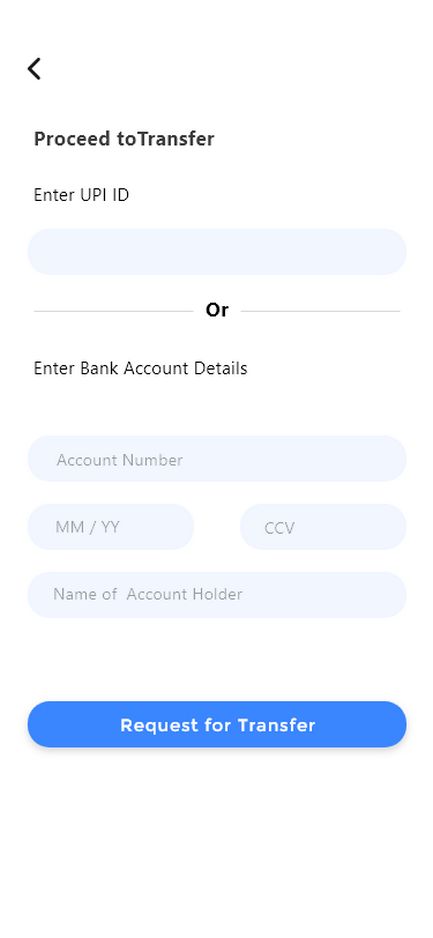 Proceed toTransfer
Enter UPI ID
Or
Enter Bank Account Details
Account Number
MM / YY
CCV
Name of  Account Holder
Request for Transfer